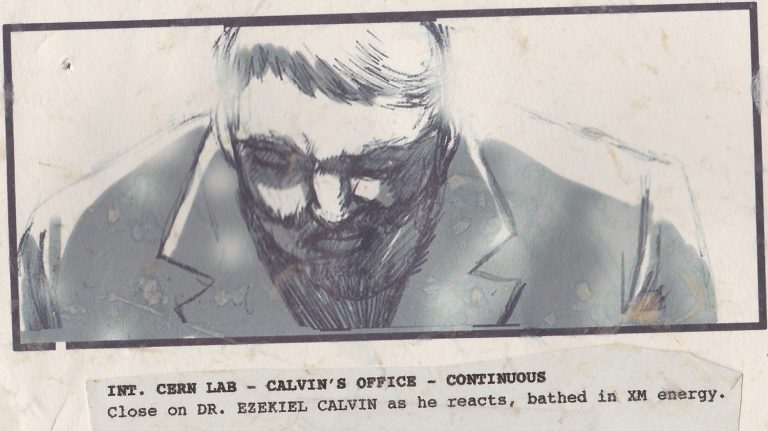 INT. CERN LAB – CALVIN'S OFFICE – CONTINUOUS
Close on DR. EZEKIEL CALVIN as he reacts, bathed in XM energy.